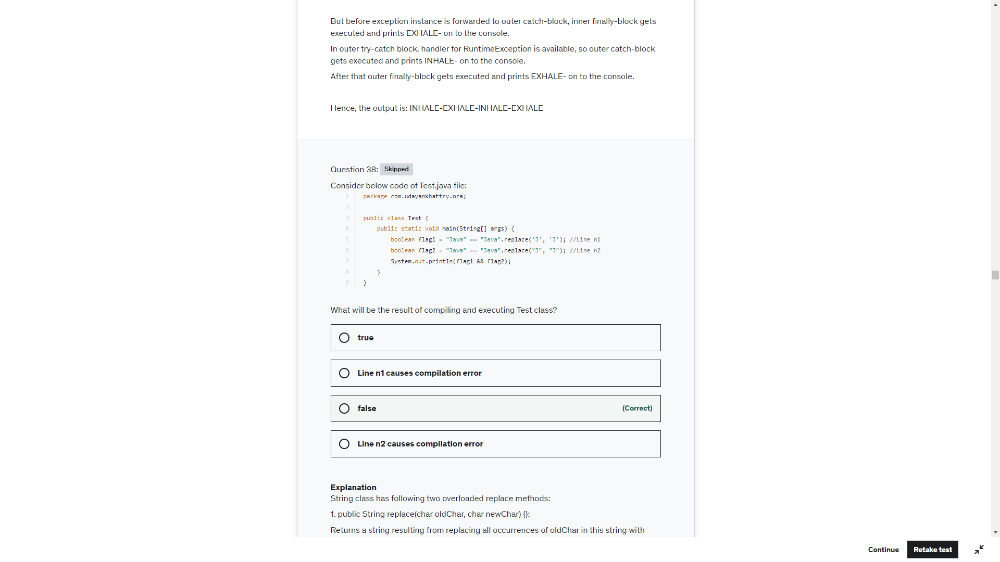 But before exception instance is forwarded to outer catch-block, inner finally-block gets
executed and prints EXHALE- on to the console.
In outer try-catch block, handler for RuntimeException is available, so outer catch-block
gets executed and prints INHALE- on to the console.
After that outer finally-block gets executed and prints EXHALE- on to the console.
Hence, the output is: INHALE-EXHALE-INHALE-EXHALE
Question 38: Skipped
Consider below code of Test.java file:
1 package com.udayankhattry.oca;
2
3 public class Test {
4 public static void main(String[] args) {
5 boolean flag1 = "Java" == "Java".replace('J', 'J'); //Line n1
6 boolean flag2 = "Java" == "Java".replace("J", "J"); //Line n2
7 System.out.println(flag1 && flag2);
8 }
9 }
What will be the result of compiling and executing Test class?
true
Line n1 causes compilation error
false (Correct)
Line n2 causes compilation error
Explanation
String class has following two overloaded replace methods:
1. public String replace(char oldChar, char newChar) {}:
Returns a string resulting from replacing all occurrences of oldChar in this string with
Continue Retake test